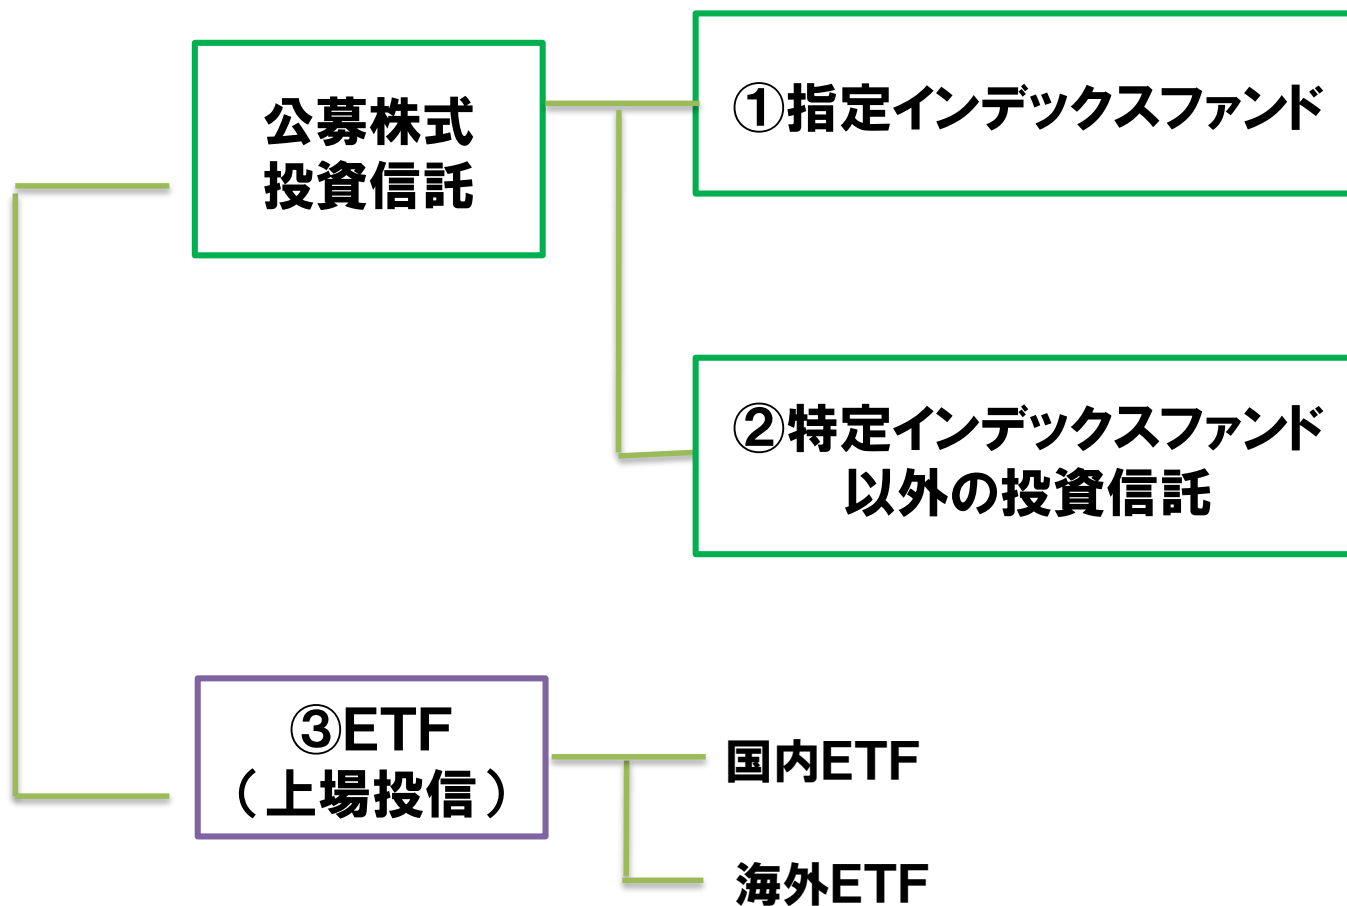 公募株式
投資信託
①指定インデックスファンド
②特定インデックスファンド
以外の投資信託
③ETF
（上場投信）
国内ETF
海外ETF